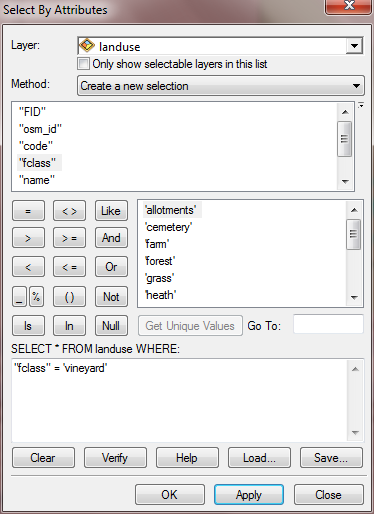 Select By Attributes
Layer: landuse
Only show selectable layers in this list
Method: Create a new selection
"FID"
"osm_id"
"code"
"fclass"
"name"
= < > Like
> > = And
< < = Or
_ % ( ) Not
Is In Null
'allotments'
'cemetery'
'farm'
'forest'
'grass'
'heath'
Get Unique Values Go To:
SELECT * FROM landuse WHERE:
"fclass" = 'vineyard'
Clear Verify Help Load... Save...
OK Apply Close